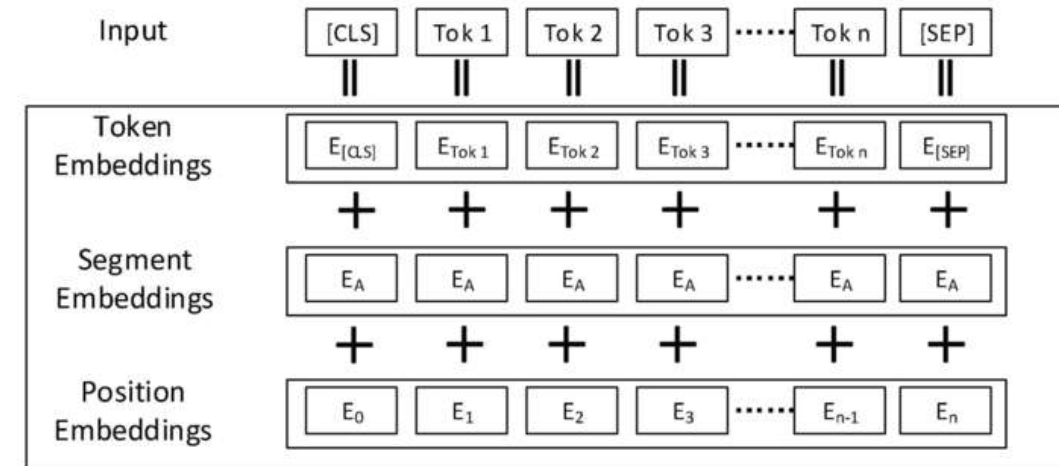 Input [CLS] Tok 1 Tok 2 Tok 3 Tok n [SEP]
Token
Embeddings
E[CLS] ETok 1 ETok 2 ETok 3 ETok n E[SEP]
Segment
Embeddings
EA EA EA EA EA EA
Position
Embeddings
E0 E1 E2 E3 En-1 En